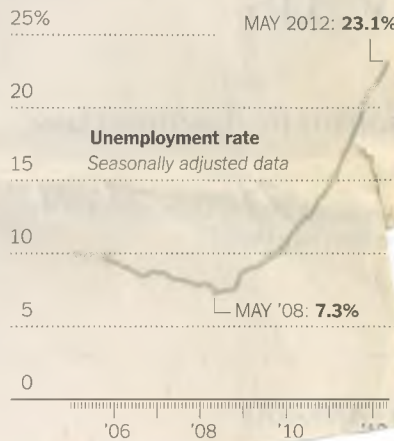 25%
MAY 2012: 23.1%
20
Unemployment rate
Seasonally adjusted data
15
10
MAY '08: 7.3%
5
0
'06 '08 '10